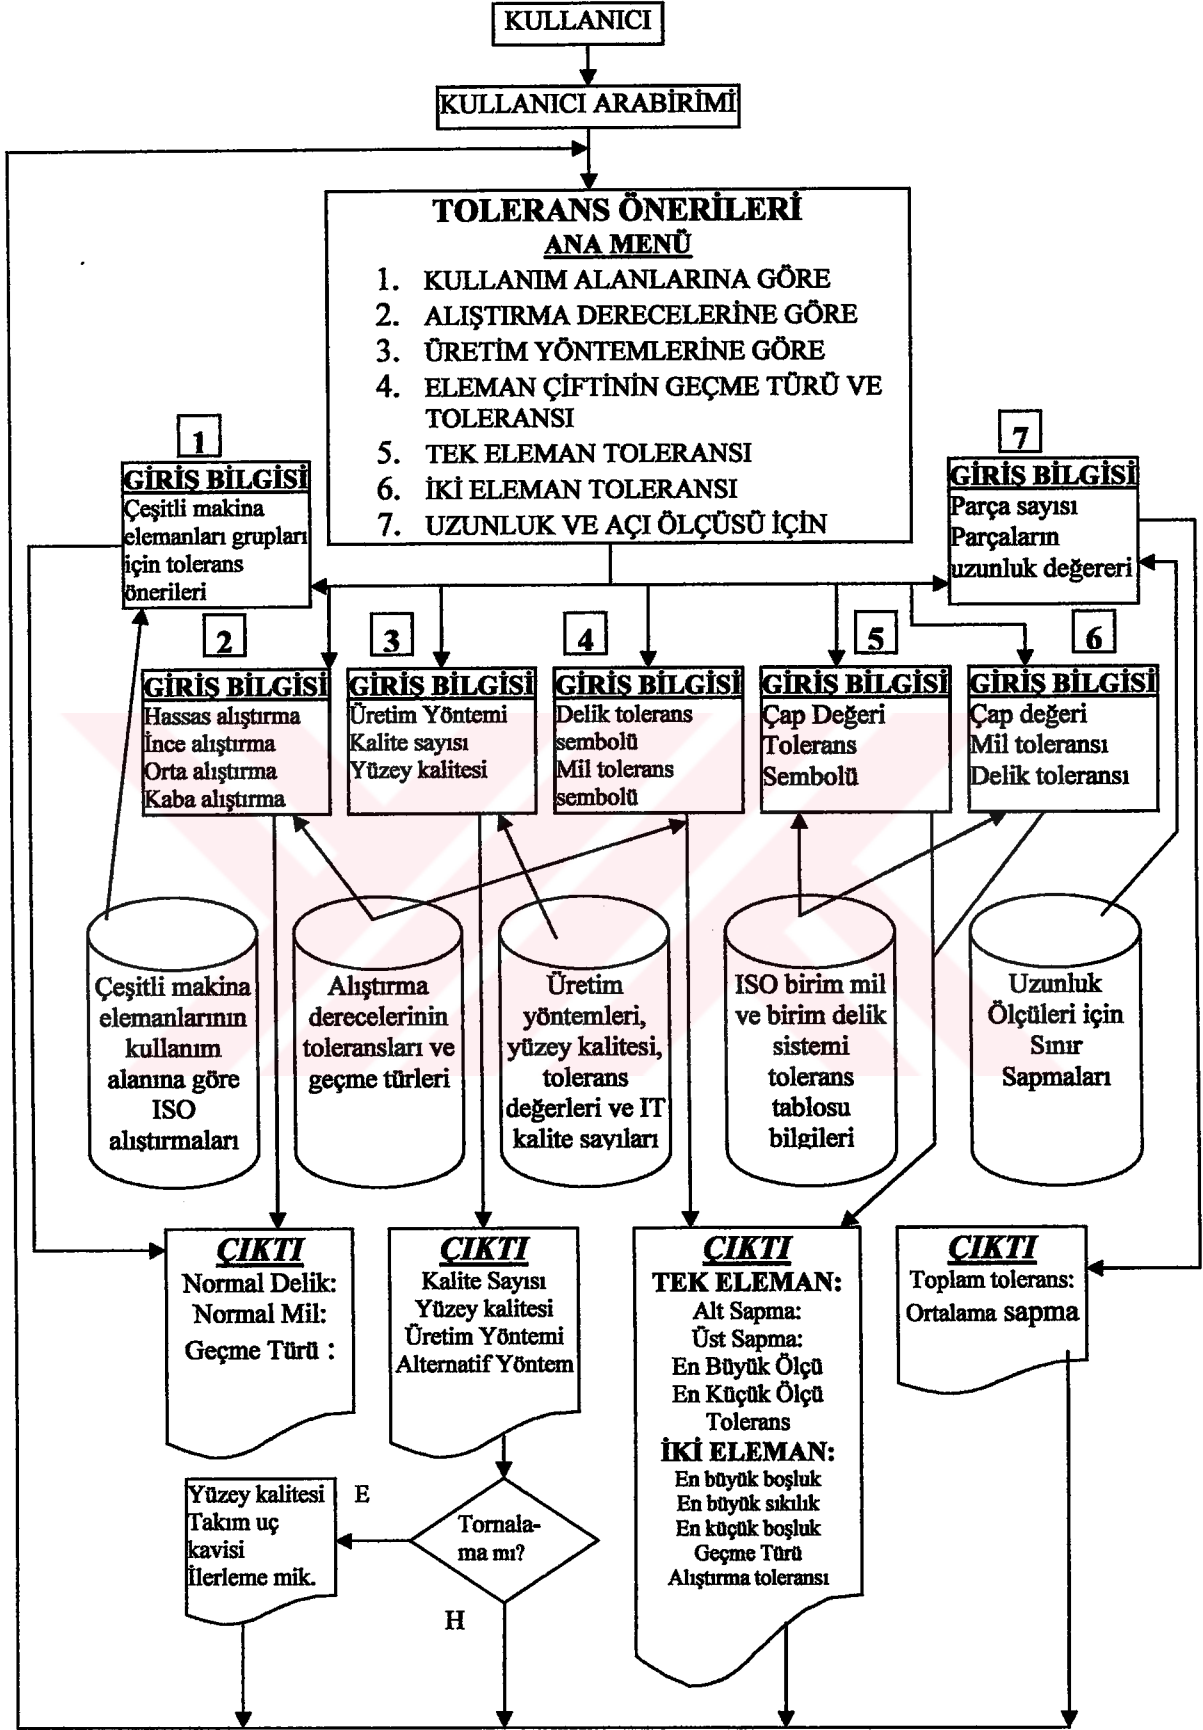 KULLANICI
KULLANICI ARABİRİMİ
TOLERANS ÖNERİLERİ
ANA MENÜ
1. KULLANIM ALANLARINA GÖRE
2. ALIŞTIRMA DERECELERİNE GÖRE
3. ÜRETİM YÖNTEMLERİNE GÖRE
4. ELEMAN ÇİFTİNİN GEÇME TÜRÜ VE
TOLERANSI
5. TEK ELEMAN TOLERANSI
6. İKİ ELEMAN TOLERANSI
7. UZUNLUK VE AÇI ÖLÇÜSÜ İÇİN
1
GİRİŞ BİLGİSİ
Çeşitli makina
elemanları grupları
için tolerans
önerileri
7
GİRİŞ BİLGİSİ
Parça sayısı
Parçaların
uzunluk değereri
2
GİRİŞ BİLGİSİ
Hassas alıştırma
İnce alıştırma
Orta alıştırma
Kaba alıştırma
3
GİRİŞ BİLGİSİ
Üretim Yöntemi
Kalite sayısı
Yüzey kalitesi
4
GİRİŞ BİLGİSİ
Delik tolerans
sembolü
Mil tolerans
sembolü
5
GİRİŞ BİLGİSİ
Çap Değeri
Tolerans
Sembolü
6
GİRİŞ BİLGİSİ
Çap değeri
Mil toleransı
Delik toleransı
Çeşitli makina
elemanlarının
kullanım
alanına göre
ISO
alıştırmaları
Alıştırma
derecelerinin
toleransları ve
geçme türleri
Üretim
yöntemleri,
yüzey kalitesi,
tolerans
değerleri ve IT
kalite sayıları
ISO birim mil
ve birim delik
sistemi
tolerans
tablosu
bilgileri
Uzunluk
Ölçüleri için
Sınır
Sapmaları
ÇIKTI
Normal Delik:
Normal Mil:
Geçme Türü :
ÇIKTI
Kalite Sayısı
Yüzey kalitesi
Üretim Yöntemi
Alternatif Yöntem
ÇIKTI
TEK ELEMAN:
Alt Sapma:
Üst Sapma:
En Büyük Ölçü
En Küçük Ölçü
Tolerans
İKİ ELEMAN:
En büyük boşluk
En büyük sıkılık
En küçük boşluk
Geçme Türü
Alıştırma toleransı
ÇIKTI
Toplam tolerans:
Ortalama sapma
Yüzey kalitesi
Takım uç
kavisi
İlerleme mik.
E
Tornala-
ma mı?
H